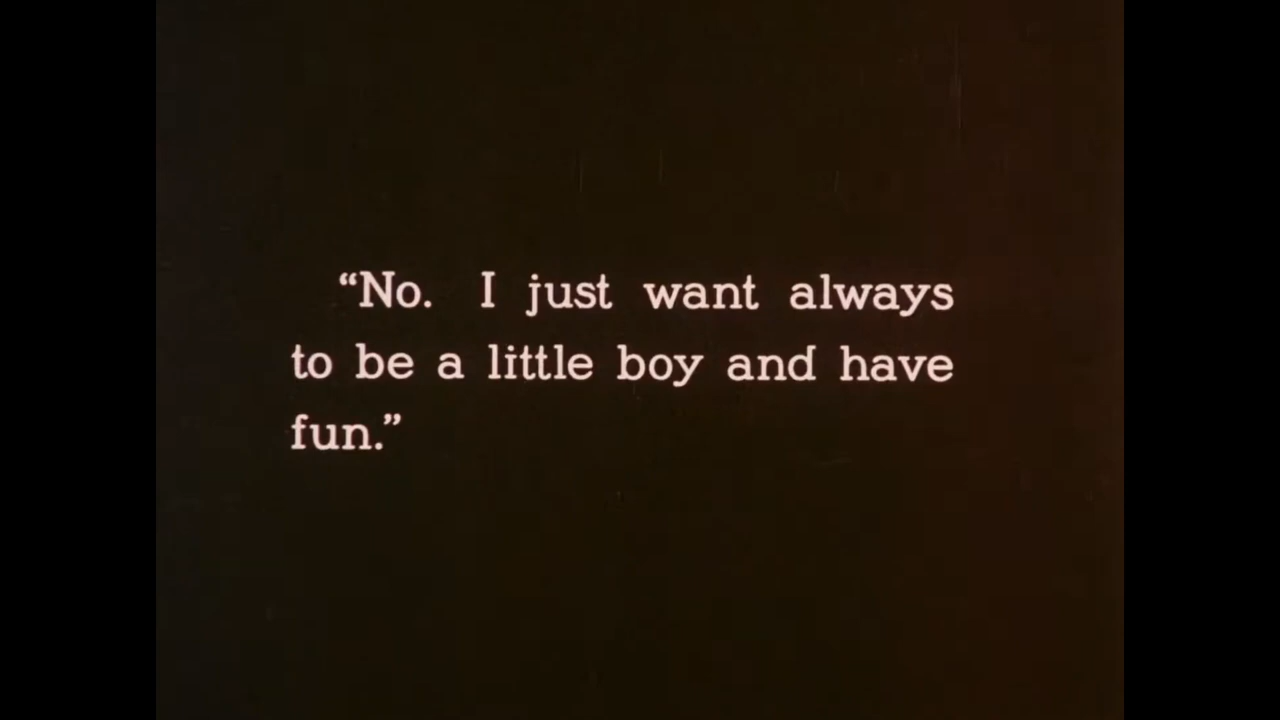 “No. I just want always
to be a little boy and have
fun.”